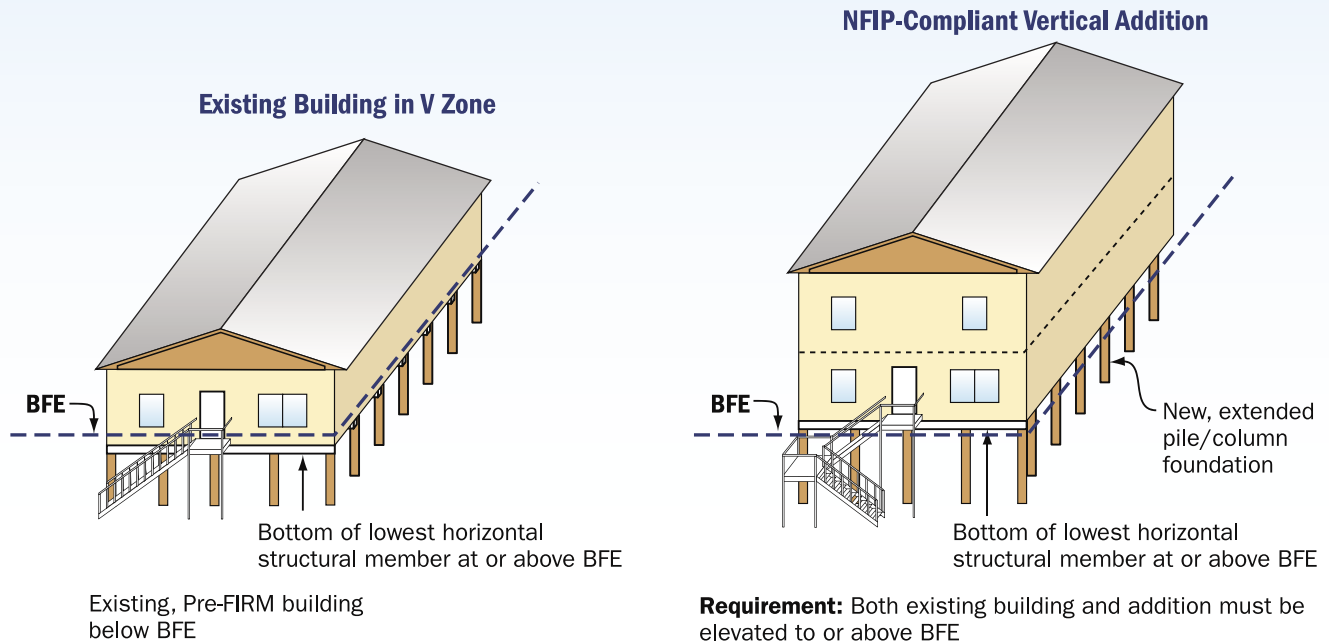 Existing Building in V Zone
BFE
Bottom of lowest horizontal
structural member at or above BFE
Existing, Pre-FIRM building
below BFE
NFIP-Compliant Vertical Addition
BFE
New, extended
pile/column
foundation
Bottom of lowest horizontal
structural member at or above BFE
Requirement: Both existing building and addition must be
elevated to or above BFE